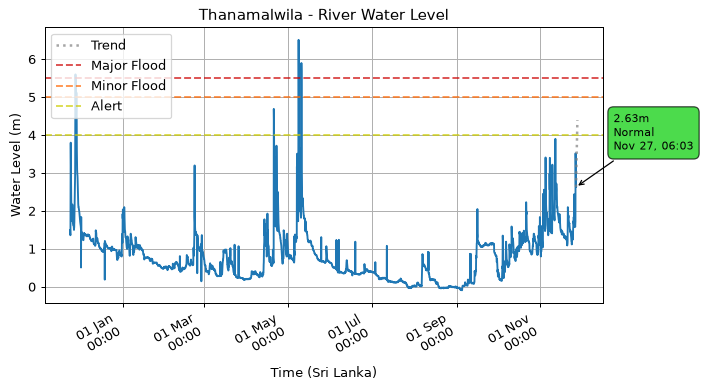 Thanamalwila - River Water Level
Trend
Major Flood
Minor Flood
Alert
2.63m
Normal
Nov 27, 06:03
Water Level (m)
6
5
4
3
2
1
0
01 Jan
00:00
01 Mar
00:00
01 May
00:00
01 Jul
00:00
01 Sep
00:00
01 Nov
00:00
Time (Sri Lanka)